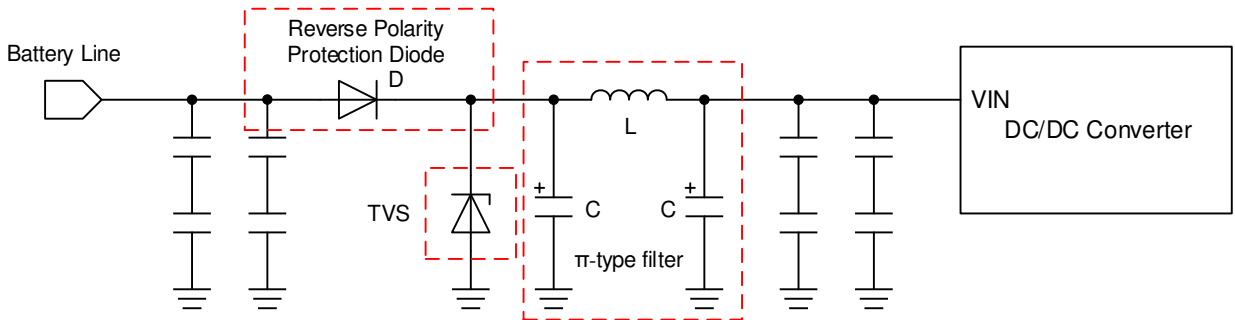 Reverse Polarity
Protection Diode
D
Battery Line
VIN
DC/DC Converter
L
+
C
+
C
TVS
π-type filter